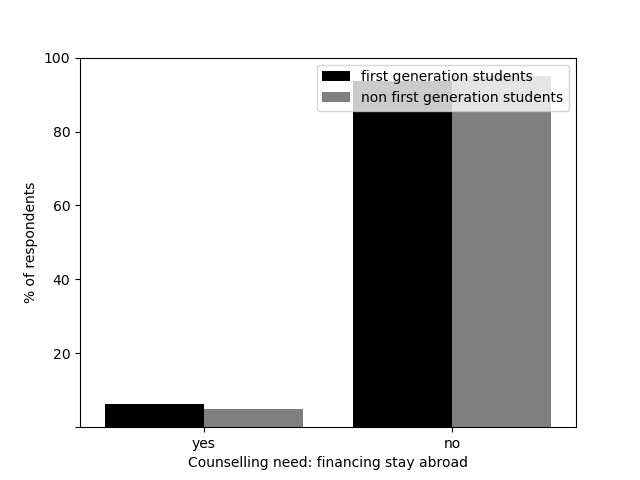 100
80
60
40
20
% of respondents
first generation students
non first generation students
yes no
Counselling need: financing stay abroad